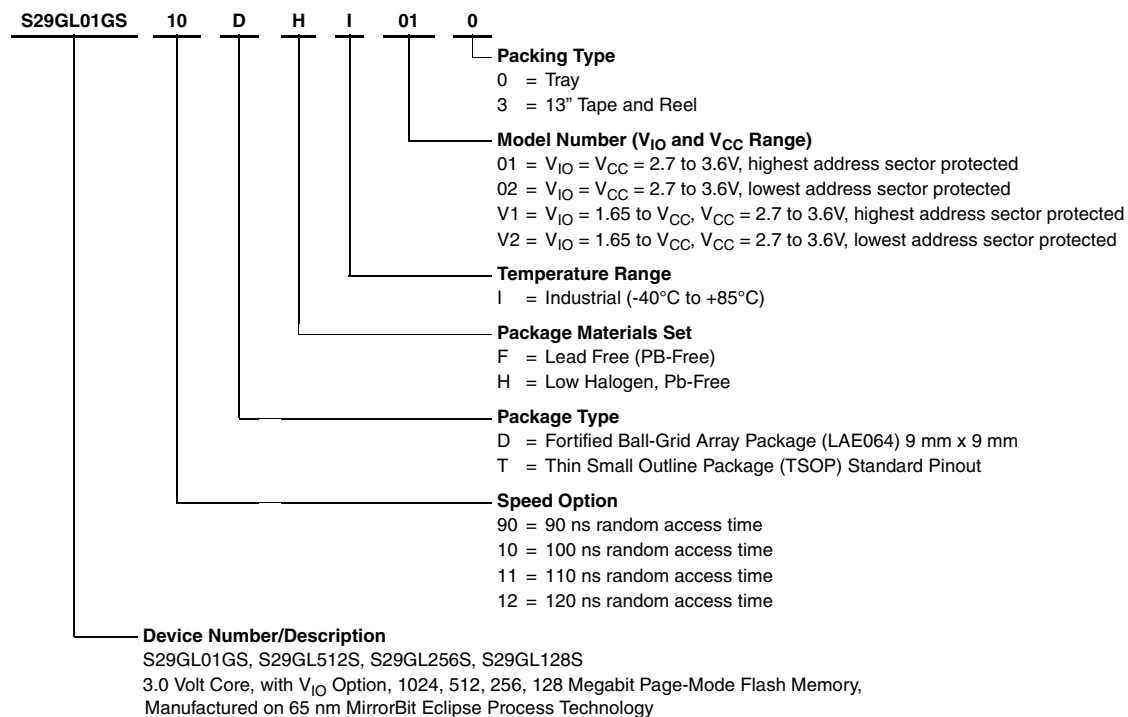 S29GL01GS 10 D H I 01 0
Packing Type
0 = Tray
3 = 13" Tape and Reel
Model Number (VIO and VCC Range)
01 = VIO = VCC = 2.7 to 3.6V, highest address sector protected
02 = VIO = VCC = 2.7 to 3.6V, lowest address sector protected
V1 = VIO = 1.65 to VCC, VCC = 2.7 to 3.6V, highest address sector protected
V2 = VIO = 1.65 to VCC, VCC = 2.7 to 3.6V, lowest address sector protected
Temperature Range
I = Industrial (-40°C to +85°C)
Package Materials Set
F = Lead Free (PB-Free)
H = Low Halogen, Pb-Free
Package Type
D = Fortified Ball-Grid Array Package (LAE064) 9 mm x 9 mm
T = Thin Small Outline Package (TSOP) Standard Pinout
Speed Option
90 = 90 ns random access time
10 = 100 ns random access time
11 = 110 ns random access time
12 = 120 ns random access time
Device Number/Description
S29GL01GS, S29GL512S, S29GL256S, S29GL128S
3.0 Volt Core, with VIO Option, 1024, 512, 256, 128 Megabit Page-Mode Flash Memory,
Manufactured on 65 nm MirrorBit Eclipse Process Technology